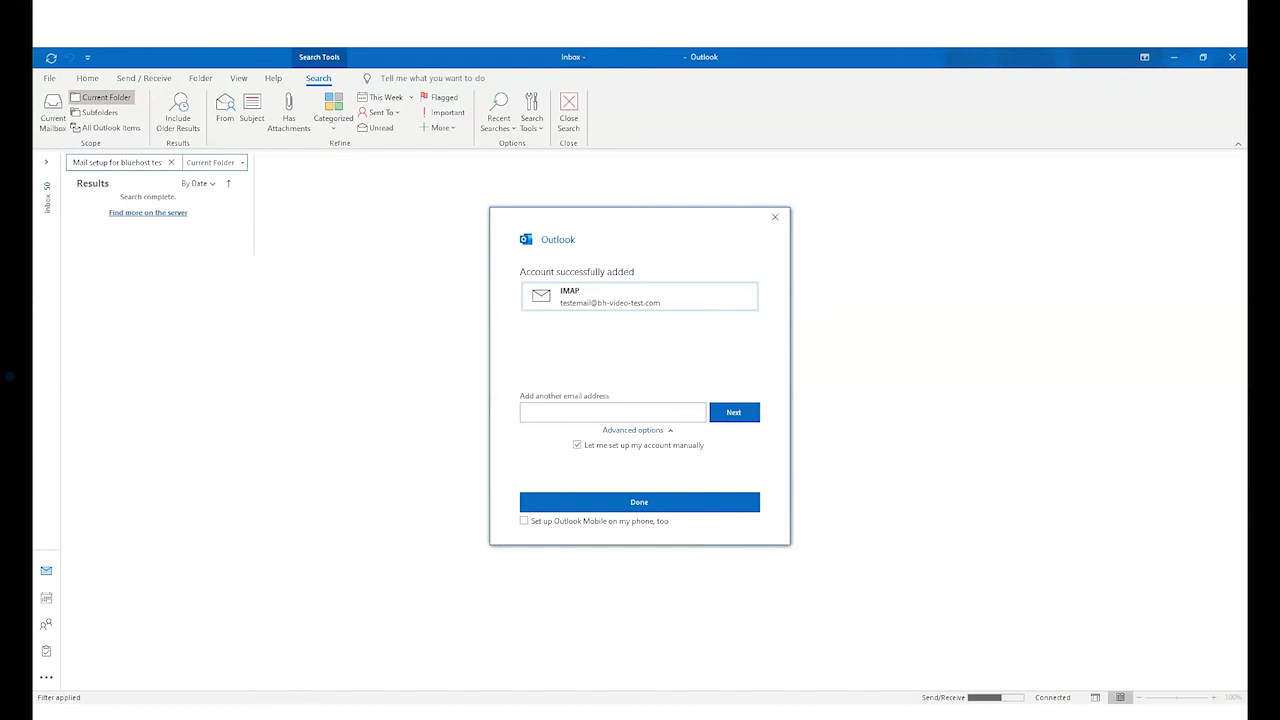 Search Tools
Inbox - - Outlook
File Home Send / Receive Folder View Help Search Tell me what you want to do
Current Mailbox
Current Folder
Subfolders
All Outlook Items
Scope
Include Older Results
Results
From
Subject
Has Attachments
Categorized
This Week
Sent To
Unread
Flagged
Important
More
Refine
Recent Searches
Search Tools
Options
Close Search
Close
Mail setup for bluehost tes
Current Folder
Results
By Date
Search complete.
Find more on the server
Inbox 50
Outlook
Account successfully added
IMAP
testemail@bh-video-test.com
Add another email address
Next
Advanced options
Let me set up my account manually
Done
Set up Outlook Mobile on my phone, too
Filter applied
Send/Receive
Connected
100%